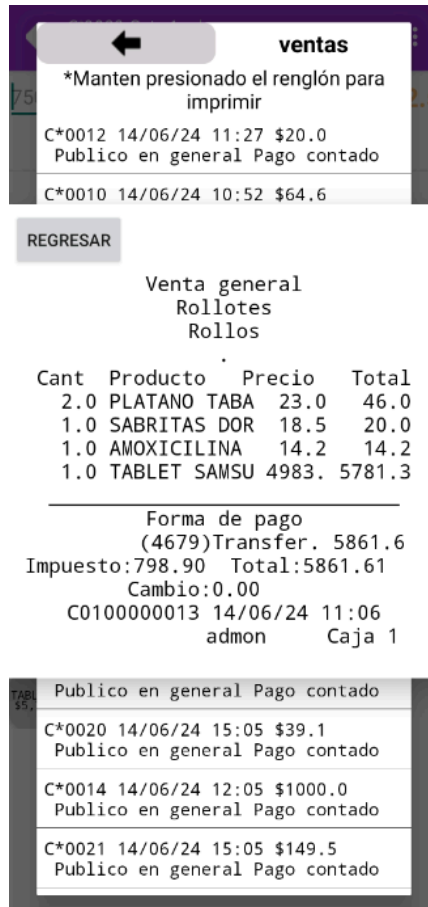 ventas
*Manten presionado el renglón para
imprimir
C*0012 14/06/24 11:27 $20.0
Publico en general Pago contado
C*0010 14/06/24 10:52 $64.6
REGRESAR
Venta general
Rollotes
Rollos
.
Cant Producto Precio Total
2.0 PLATANO TABA 23.0 46.0
1.0 SABRITAS DOR 18.5 20.0
1.0 AMOXICILINA 14.2 14.2
1.0 TABLET SAMSU 4983. 5781.3
Forma de pago
(4679)Transfer. 5861.6
Impuesto:798.90 Total:5861.61
Cambio:0.00
C0100000013 14/06/24 11:06
admon Caja 1
Publico en general Pago contado
C*0020 14/06/24 15:05 $39.1
Publico en general Pago contado
C*0014 14/06/24 12:05 $1000.0
Publico en general Pago contado
C*0021 14/06/24 15:05 $149.5
Publico en general Pago contado